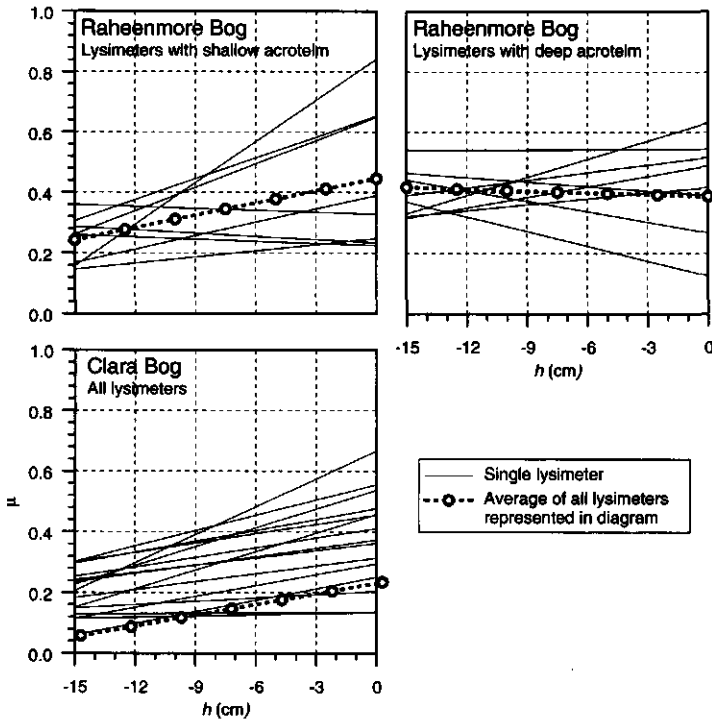 Raheenmore Bog
Lysimeters with shallow acrotelm
1.0
0.8
0.6
0.4
0.2
0.0
Raheenmore Bog
Lysimeters with deep acrotelm
-15
-12
-9
-6
-3
0
h (cm)
Clara Bog
All lysimeters
1.0
0.8
0.6
0.4
0.2
0.0
μ
-15
-12
-9
-6
-3
0
h (cm)
Single lysimeter
Average of all lysimeters
represented in diagram